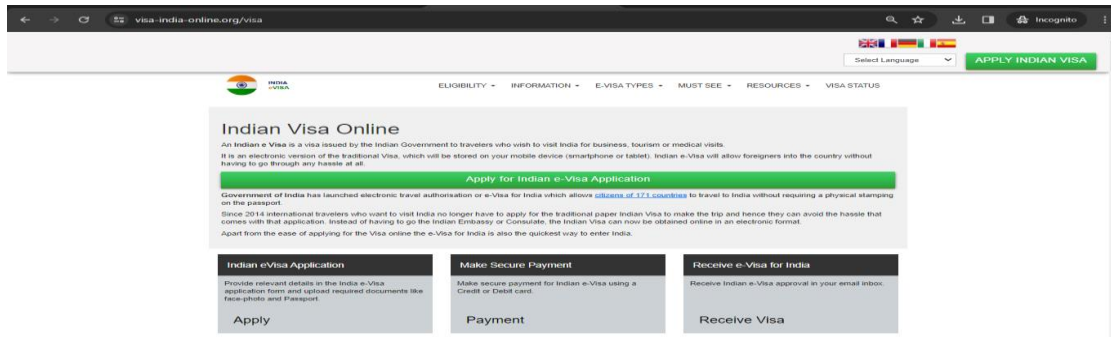 visa-india-online.org/visa
Incognito
Select Language
APPLY INDIAN VISA
INDIA
eVISA
ELIGIBILITY
INFORMATION
E-VISA TYPES
MUST SEE
RESOURCES
VISA STATUS
Indian Visa Online
An Indian e Visa is a visa issued by the Indian Government to travelers who wish to visit India for business, tourism or medical visits.
It is an electronic version of the traditional Visa, which will be stored on your mobile device (smartphone or tablet). Indian e-Visa will allow foreigners into the country without
having to go through any hassle at all.
Apply for Indian e-Visa Application
Government of India has launched electronic travel authorisation or e-Visa for India which allows citizens of 171 countries to travel to India without requiring a physical stamping
on the passport.
Since 2014 international travelers who want to visit India no longer have to apply for the traditional paper Indian Visa to make the trip and hence they can avoid the hassle that
comes with that application. Instead of having to go the Indian Embassy or Consulate, the Indian Visa can now be obtained online in an electronic format.
Apart from the ease of applying for the Visa online the e-Visa for India is also the quickest way to enter India.
Indian eVisa Application
Provide relevant details in the India e-Visa
application form and upload required documents like
face-photo and Passport.
Apply
Make Secure Payment
Make secure payment for Indian e-Visa using a
Credit or Debit card.
Payment
Receive e-Visa for India
Receive Indian e-Visa approval in your email inbox.
Receive Visa